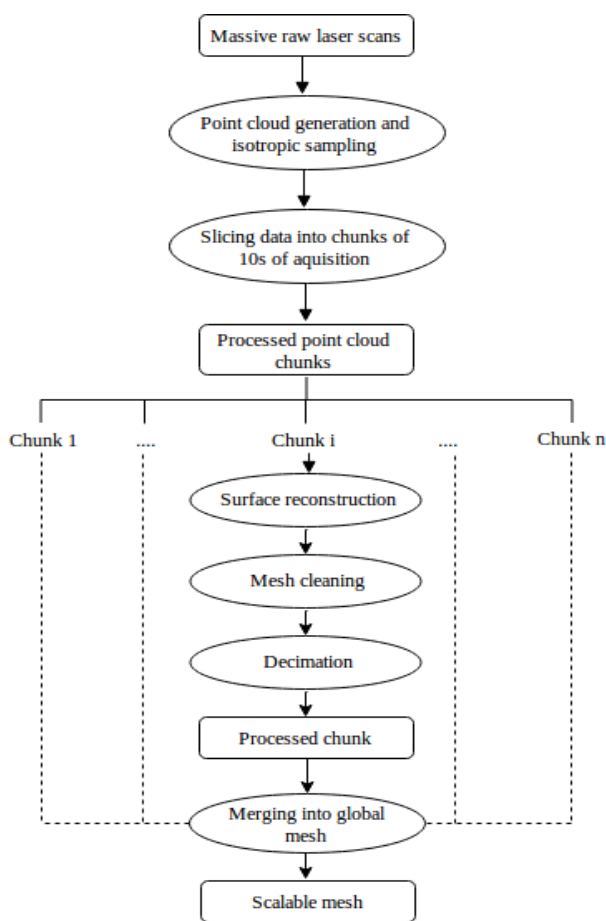 Massive raw laser scans
Point cloud generation and
isotropic sampling
Slicing data into chunks of
10s of aquisition
Processed point cloud
chunks
Chunk 1 .... Chunk i .... Chunk n
Surface reconstruction
Mesh cleaning
Decimation
Processed chunk
Merging into global
mesh
Scalable mesh